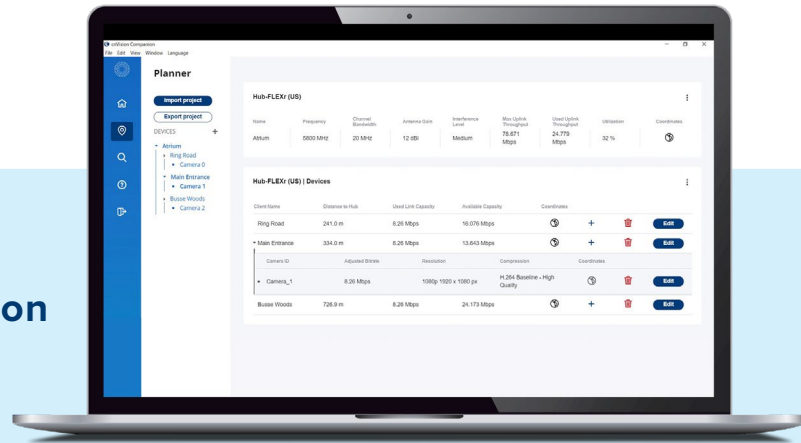 coVision Companion
File Edit View Window Language
Planner
Import project
Export project
DEVICES +
Atrium
Ring Road
Camera 0
Main Entrance
Camera 1
Busse Woods
Camera 2
Hub-FLEXr (US)
Name Frequency Channel Bandwidth Antenna Gain Interference Level Max Uplink Throughput Used Uplink Throughput Utilization Coordinates
Atrium 5800 MHz 20 MHz 12 dBi Medium 78.671 Mbps 24.779 Mbps 32 %
Hub-FLEXr (US) | Devices
Client Name Distance to Hub Used Link Capacity Available Capacity Coordinates
Ring Road 241.0 m 8.26 Mbps 16.076 Mbps + Edit
Main Entrance 334.0 m 8.26 Mbps 13.643 Mbps + Edit
Camera ID Adjusted Bitrate Resolution Compression Coordinates
Camera_1 8.26 Mbps 1080p 1920 x 1080 px H.264 Baseline - High Quality Edit
Busse Woods 726.9 m 8.26 Mbps 24.173 Mbps + Edit
on